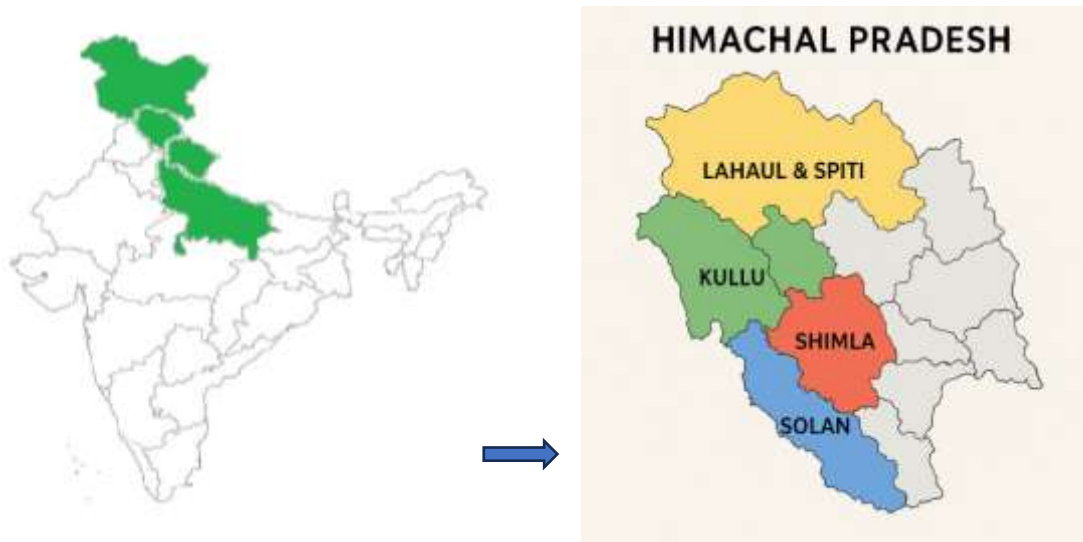 HIMACHAL PRADESH
LAHAUL & SPITI
KULLU
SHIMLA
SOLAN